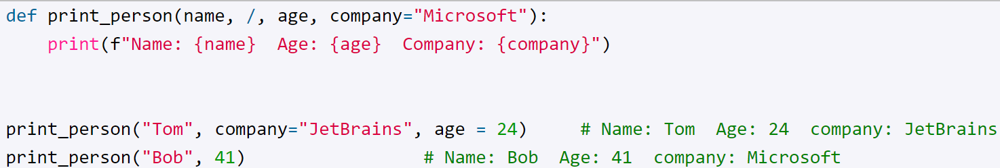 def print_person(name, /, age, company="Microsoft"):
    print(f"Name: {name}  Age: {age}  Company: {company}")
print_person("Tom", company="JetBrains", age = 24)     # Name: Tom  Age: 24  company: JetBrains
print_person("Bob", 41)                 # Name: Bob  Age: 41  company: Microsoft